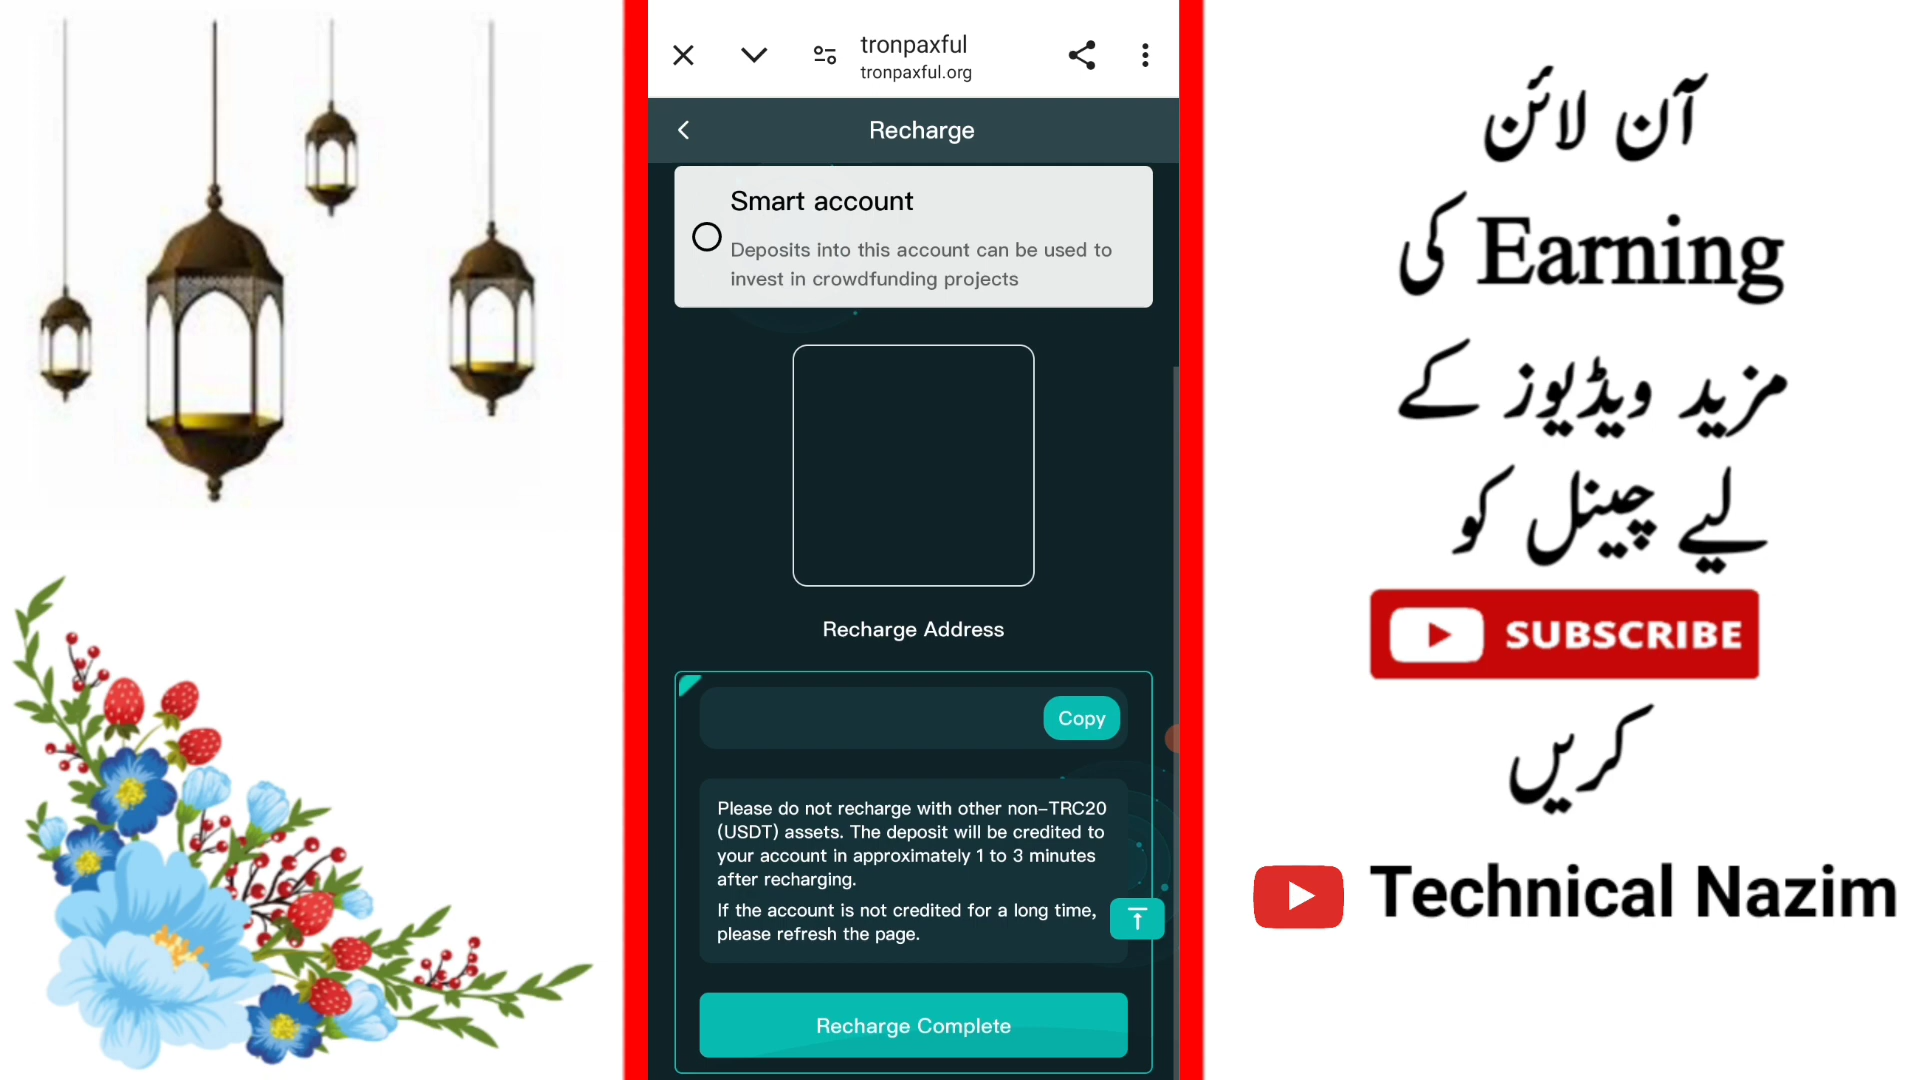 tronpaxful
tronpaxful.org
Recharge
Smart account
Deposits into this account can be used to
invest in crowdfunding projects
Recharge Address
Copy
Please do not recharge with other non-TRC20
(USDT) assets. The deposit will be credited to
your account in approximately 1 to 3 minutes
after recharging.
If the account is not credited for a long time,
please refresh the page.
Recharge Complete
آن لائن
Earning کی
مزید ویڈیوز کے
لیے چینل کو
SUBSCRIBE
کریں
Technical Nazim